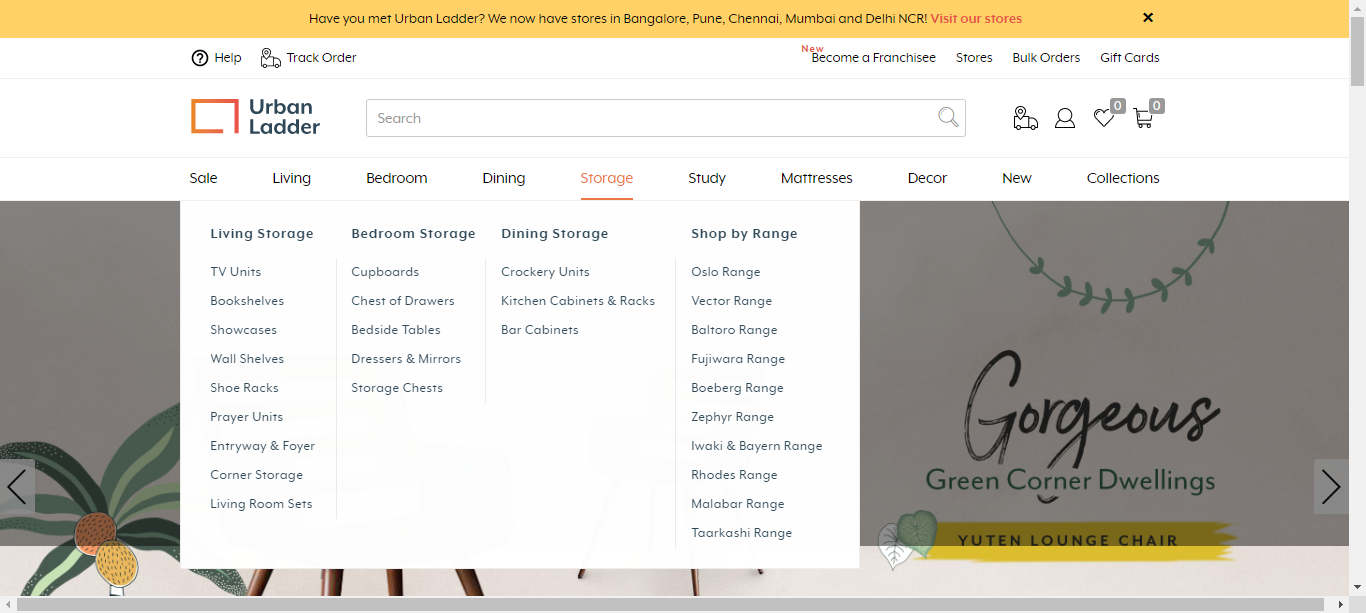 Have you met Urban Ladder? We now have stores in Bangalore, Pune, Chennai, Mumbai and Delhi NCR! Visit our stores
Help
Track Order
New
Become a Franchisee
Stores
Bulk Orders
Gift Cards
Urban
Ladder
Search
0
0
Sale
Living
Bedroom
Dining
Storage
Study
Mattresses
Decor
New
Collections
Living Storage
TV Units
Bookshelves
Showcases
Wall Shelves
Shoe Racks
Prayer Units
Entryway & Foyer
Corner Storage
Living Room Sets
Bedroom Storage
Cupboards
Chest of Drawers
Bedside Tables
Dressers & Mirrors
Storage Chests
Dining Storage
Crockery Units
Kitchen Cabinets & Racks
Bar Cabinets
Shop by Range
Oslo Range
Vector Range
Baltoro Range
Fujiwara Range
Boeberg Range
Zephyr Range
Iwaki & Bayern Range
Rhodes Range
Malabar Range
Taarkashi Range
Gorgeous
Green Corner Dwellings
YUTEN LOUNGE CHAIR